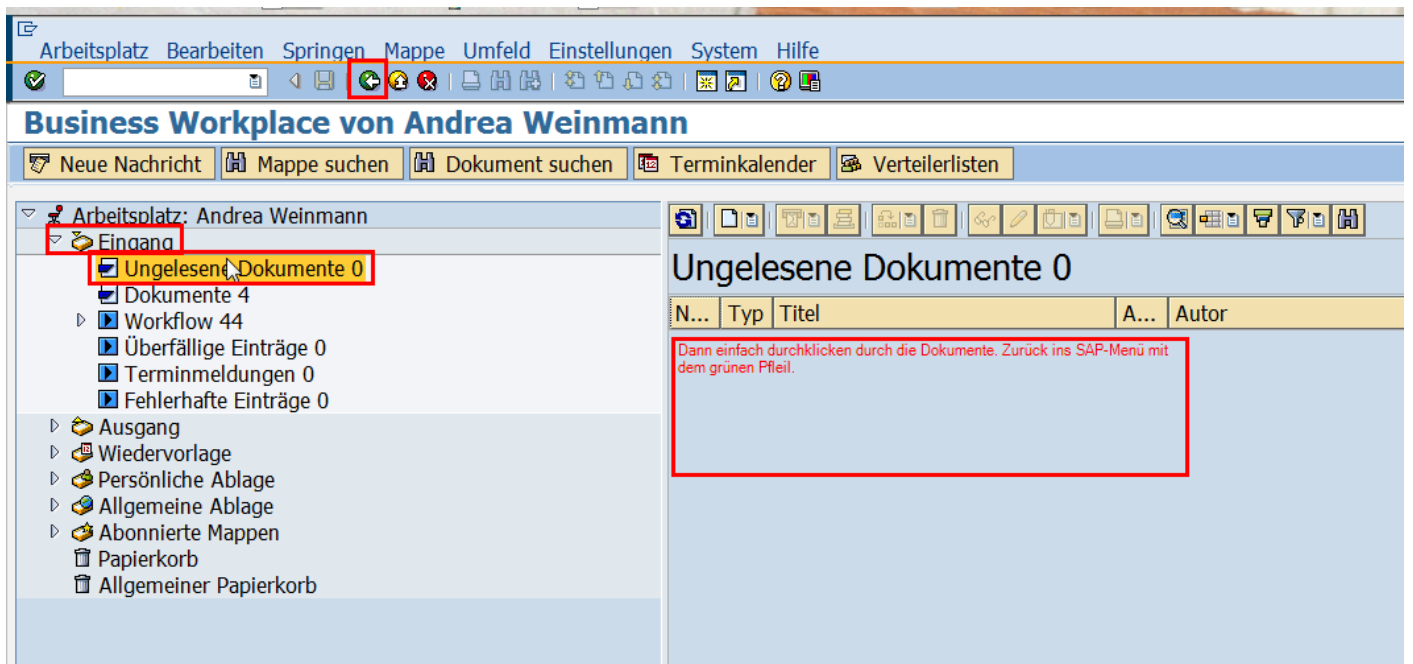 Arbeitsplatz Bearbeiten Springen Mappe Umfeld Einstellungen System Hilfe
Business Workplace von Andrea Weinmann
Neue Nachricht Mappe suchen Dokument suchen Terminkalender Verteilerlisten
Arbeitsplatz: Andrea Weinmann
Eingang
Ungelesene Dokumente 0
Dokumente 4
Workflow 44
Überfällige Einträge 0
Terminmeldungen 0
Fehlerhafte Einträge 0
Ausgang
Wiedervorlage
Persönliche Ablage
Allgemeine Ablage
Abonnierte Mappen
Papierkorb
Allgemeiner Papierkorb
Ungelesene Dokumente 0
N... Typ Titel A... Autor
Dann einfach durchklicken durch die Dokumente. Zurück ins SAP-Menü mit
dem grünen Pfleil.